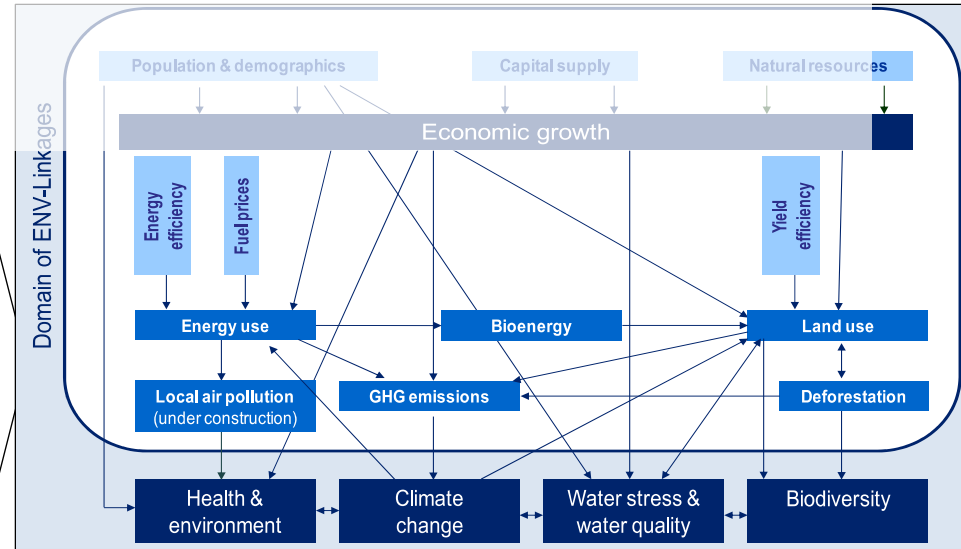 Domain of ENV-Linkages
Population & demographics
Capital supply
Natural resources
Economic growth
Energy
efficiency
Fuel prices
Yield
efficiency
Energy use
Bioenergy
Land use
Local air pollution
(under construction)
GHG emissions
Deforestation
Health &
environment
Climate
change
Water stress &
water quality
Biodiversity